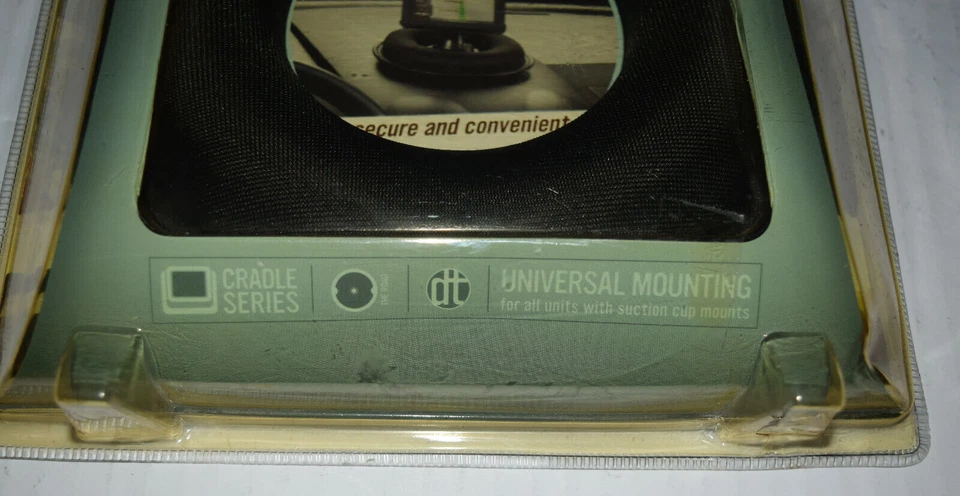 secure and convenient
CRADLE
SERIES
dt
UNIVERSAL MOUNTING
for all units with suction cup mounts